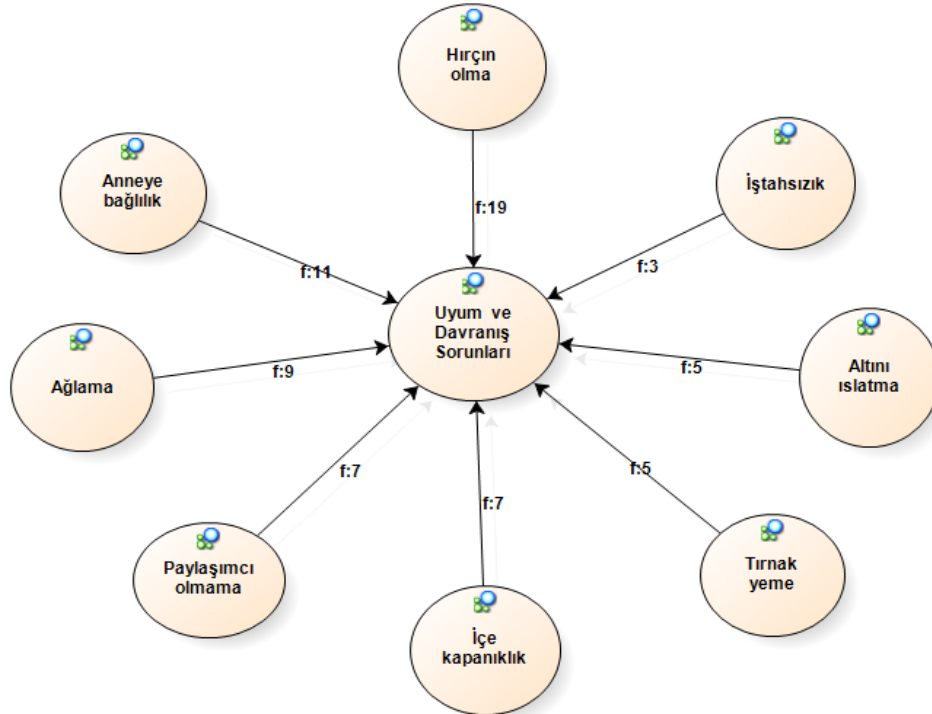 Hırçın
olma
Anneye
bağlılık
İştahsızık
f:19
f:11
f:3
Uyum ve
Davranış
Sorunları
Ağlama
f:9
f:5
Altını
ıslatma
f:7
f:7
f:5
Paylaşımcı
olmama
İçe
kapanıklık
Tırnak
yeme